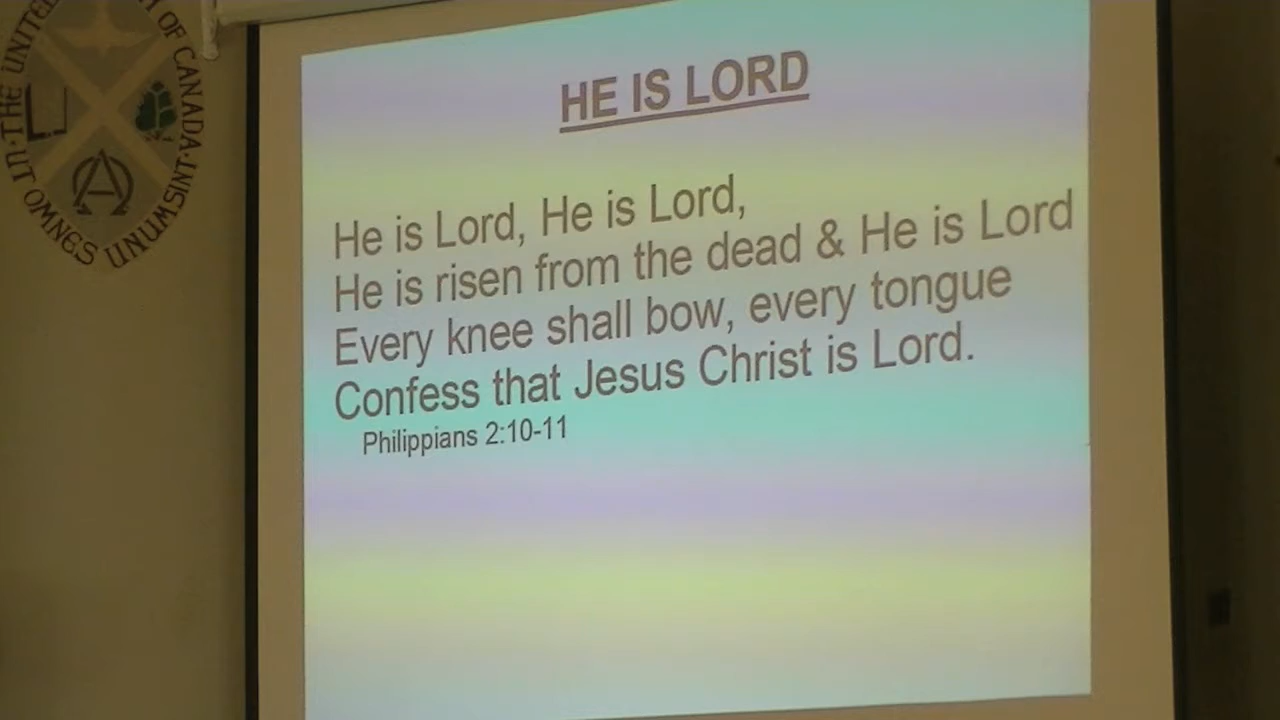 THE UNITED
OF CANADA
UT OMNES UNUM SINT
ΑΩ
HE IS LORD
He is Lord, He is Lord,
He is risen from the dead & He is Lord
Every knee shall bow, every tongue
Confess that Jesus Christ is Lord.
Philippians 2:10-11